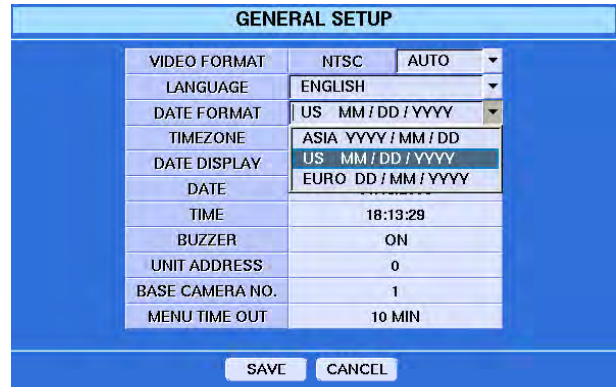 GENERAL SETUP
VIDEO FORMAT NTSC AUTO
LANGUAGE ENGLISH
DATE FORMAT US MM / DD / YYYY
TIMEZONE ASIA YYYY / MM / DD
DATE DISPLAY US MM / DD / YYYY
EURO DD / MM / YYYY
DATE
TIME 18:13:29
BUZZER ON
UNIT ADDRESS 0
BASE CAMERA NO. 1
MENU TIME OUT 10 MIN
SAVE CANCEL